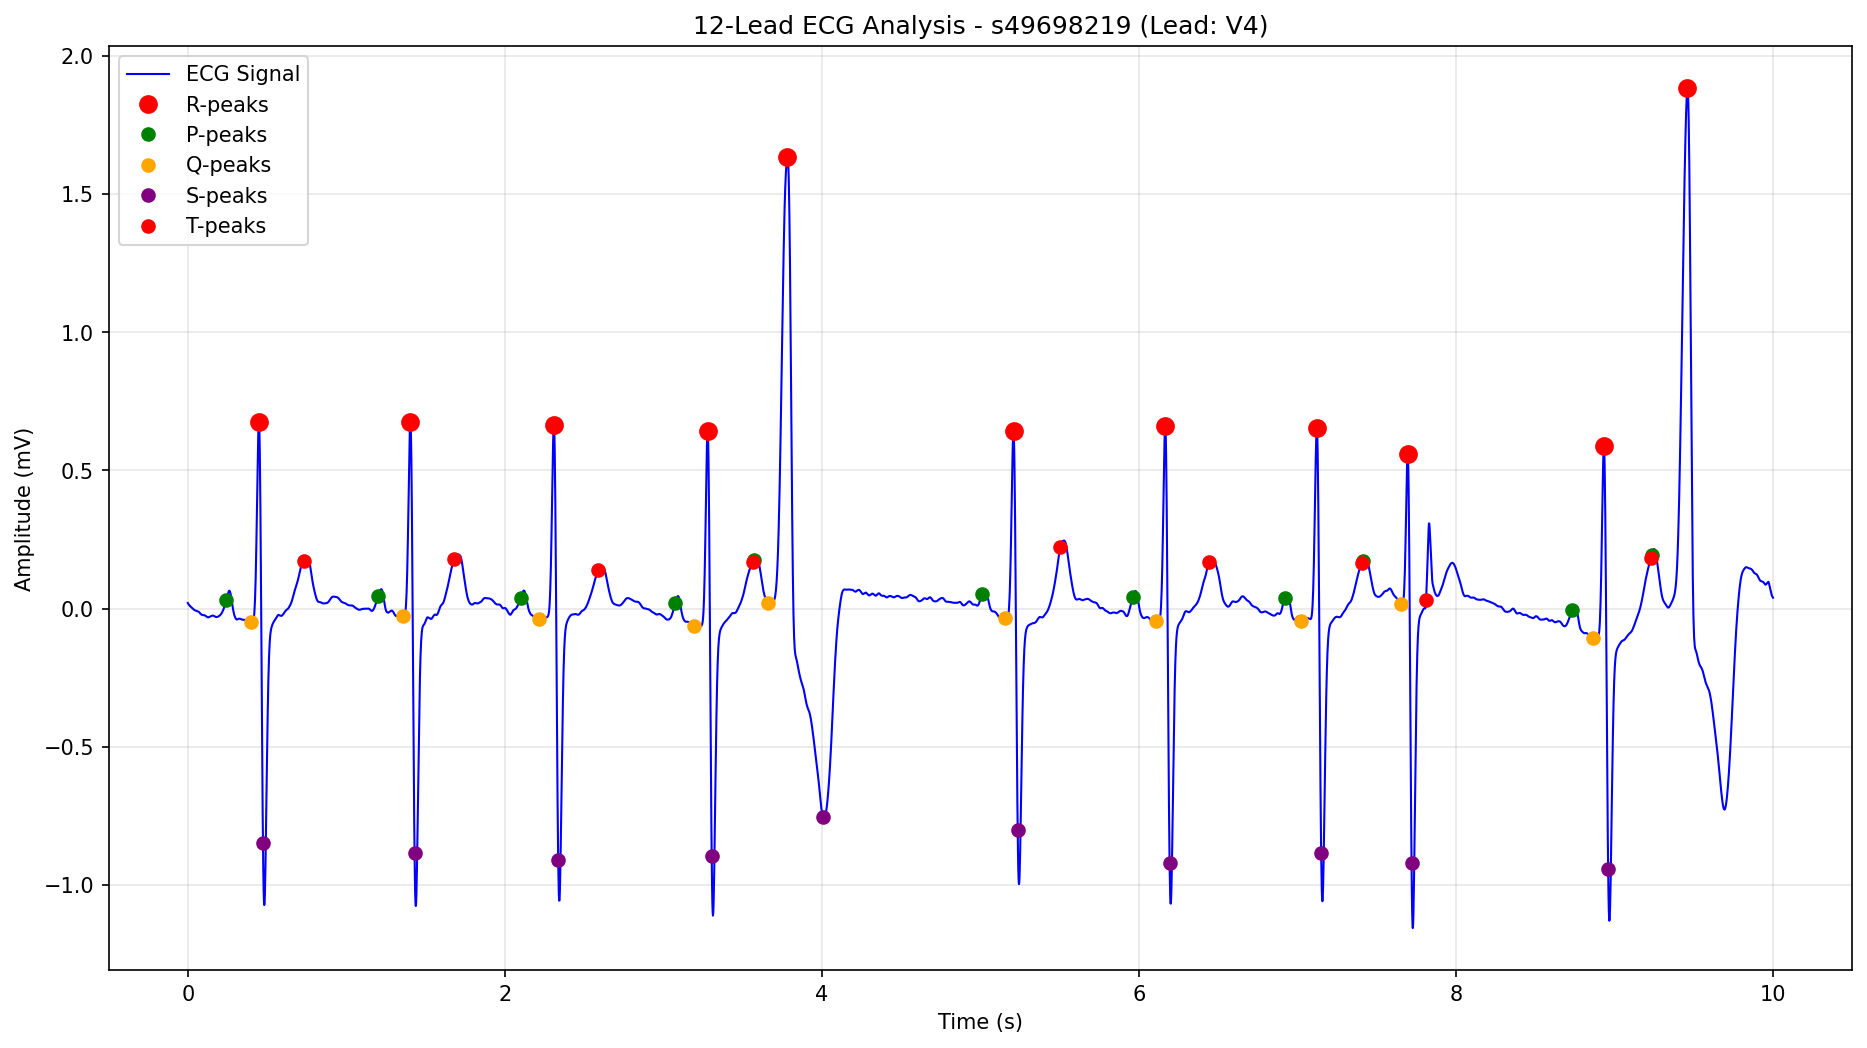 12-Lead ECG Analysis - s49698219 (Lead: V4)
ECG Signal
R-peaks
P-peaks
Q-peaks
S-peaks
T-peaks
Amplitude (mV)
2.0
1.5
1.0
0.5
0.0
−0.5
−1.0
0
2
4
6
8
10
Time (s)